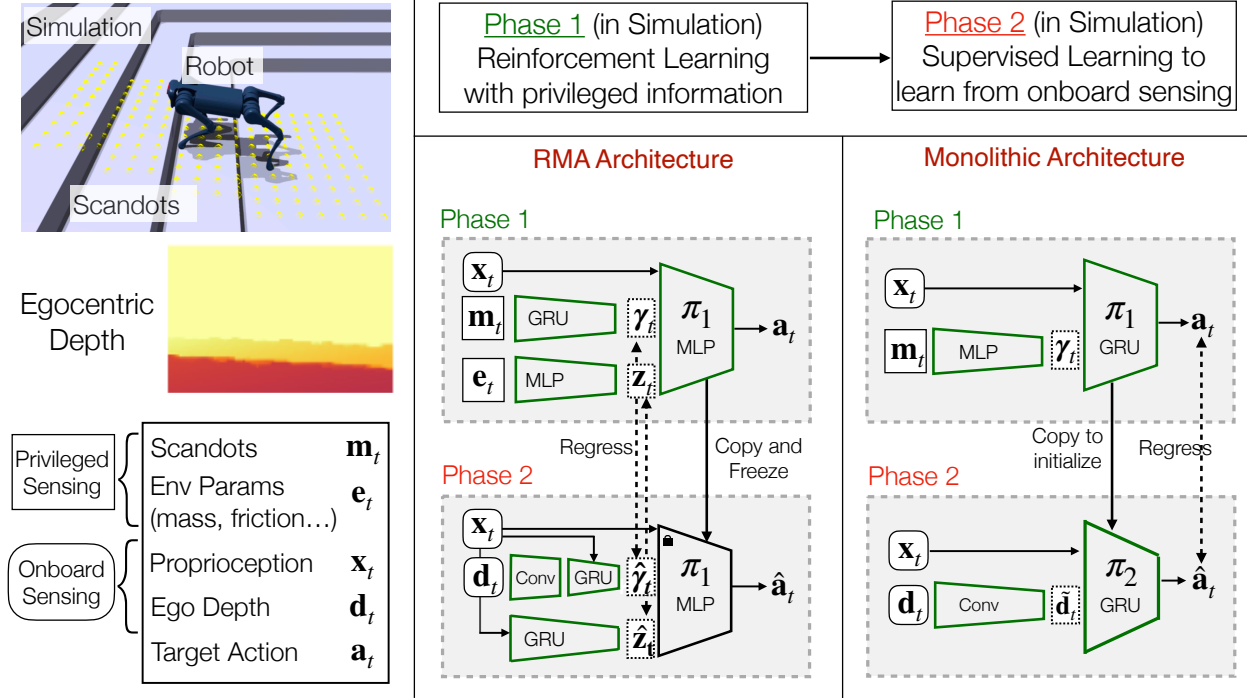 Simulation
Robot
Scandots
Egocentric
Depth
Privileged
Sensing
Onboard
Sensing
Scandots m_t
Env Params
(mass, friction…) e_t
Proprioception x_t
Ego Depth d_t
Target Action a_t
Phase 1 (in Simulation)
Reinforcement Learning
with privileged information
Phase 2 (in Simulation)
Supervised Learning to
learn from onboard sensing
RMA Architecture
Phase 1
x_t
m_t GRU γ_t
e_t MLP z_t
π_1
MLP
a_t
Regress
Copy and
Freeze
Phase 2
x_t
d_t Conv GRU γ̂_t
GRU ẑ_t
π_1
MLP
â_t
Monolithic Architecture
Phase 1
x_t
m_t MLP γ_t
π_1
GRU
a_t
Copy to
initialize
Regress
Phase 2
x_t
d_t Conv d̃_t
π_2
GRU
â_t